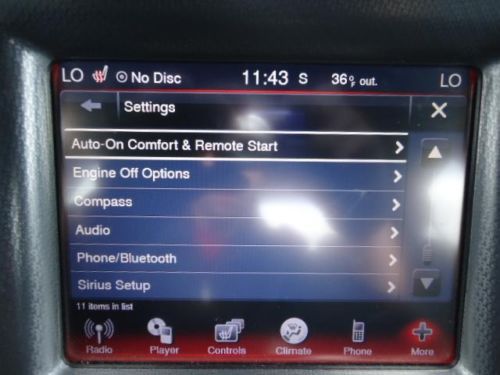 LO No Disc 11:43 S 36°F out. LO
Settings
Auto-On Comfort & Remote Start
Engine Off Options
Compass
Audio
Phone/Bluetooth
Sirius Setup
11 items in list
Radio Player Controls Climate Phone More